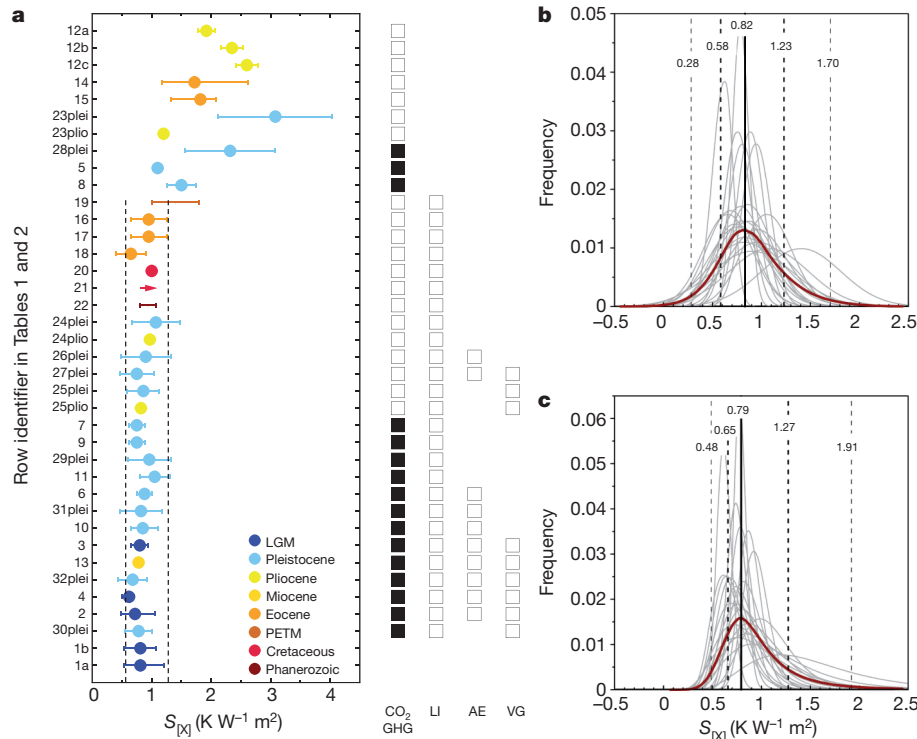 a
Row identifier in Tables 1 and 2
12a
12b
12c
14
15
23plei
23plio
28plei
5
8
19
16
17
18
20
21
22
24plei
24plio
26plei
27plei
25plei
25plio
7
9
29plei
11
6
31plei
10
3
13
32plei
4
2
30plei
1b
1a
LGM
Pleistocene
Pliocene
Miocene
Eocene
PETM
Cretaceous
Phanerozoic
0 1 2 3 4
S[X] (K W⁻¹ m²)
CO₂ LI AE VG
GHG
b
Frequency
0.05
0.04
0.03
0.02
0.01
0
0.82
0.58 1.23
0.28 1.70
−0.5 0 0.5 1 1.5 2 2.5
c
Frequency
0.06
0.05
0.04
0.03
0.02
0.01
0
0.79
0.65 1.27
0.48 1.91
−0.5 0 0.5 1 1.5 2 2.5
S[X] (K W⁻¹ m²)